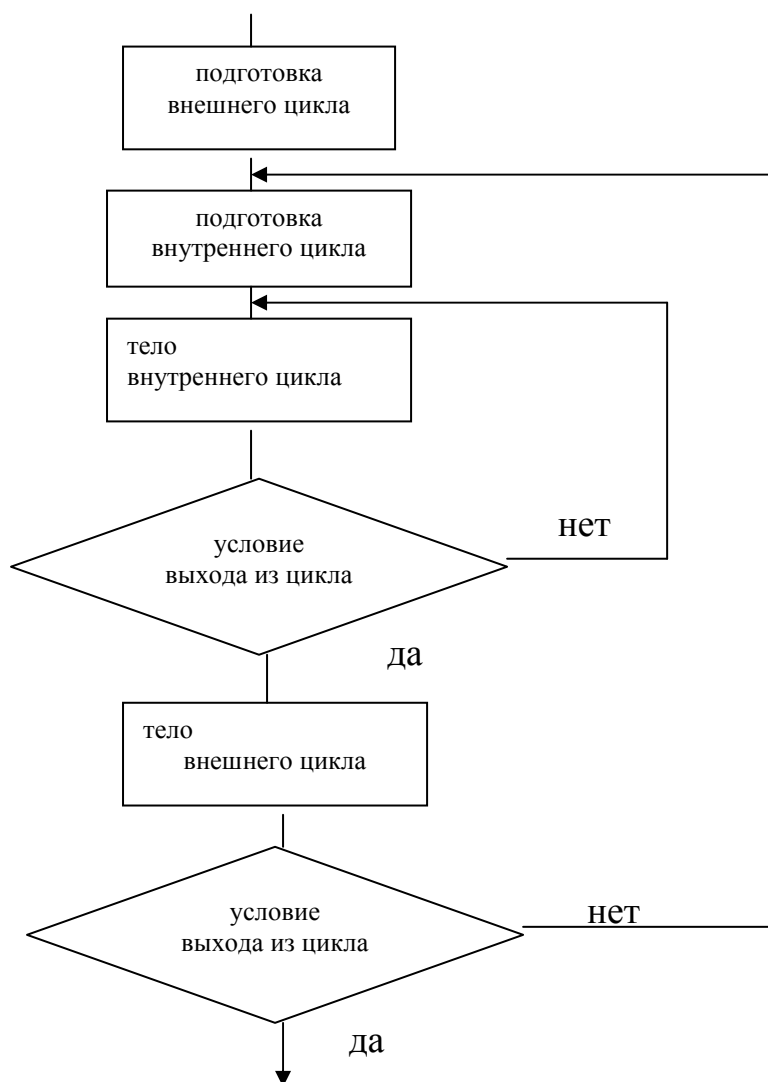 подготовка
внешнего цикла
подготовка
внутреннего цикла
тело
внутреннего цикла
условие
выхода из цикла
нет
да
тело
внешнего цикла
условие
выхода из цикла
нет
да